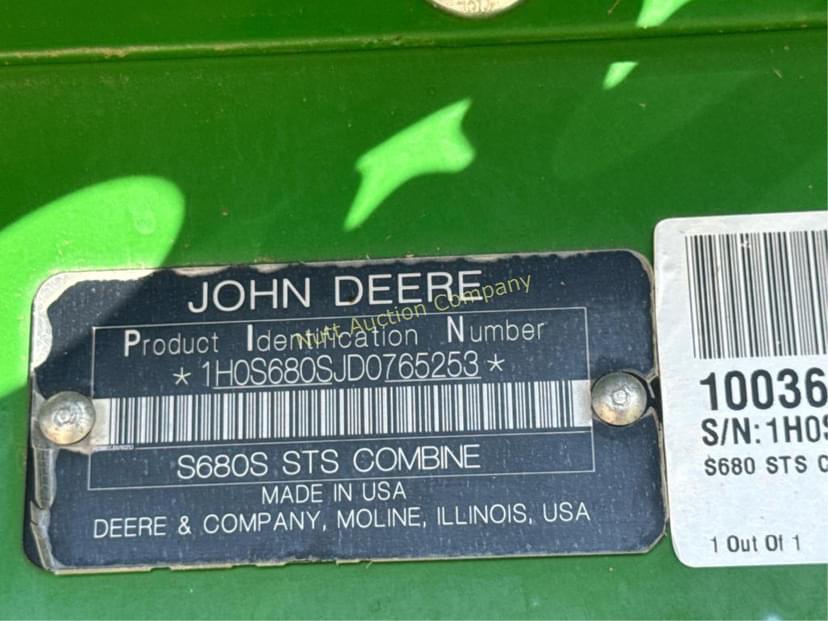 JOHN DEERE
Nutt Auction Company
Product Identification Number
*1H0S680SJD0765253*
S680S STS COMBINE
MADE IN USA
DEERE & COMPANY, MOLINE, ILLINOIS, USA
10036
S/N: 1H0S
S680 STS C
1 Out Of 1